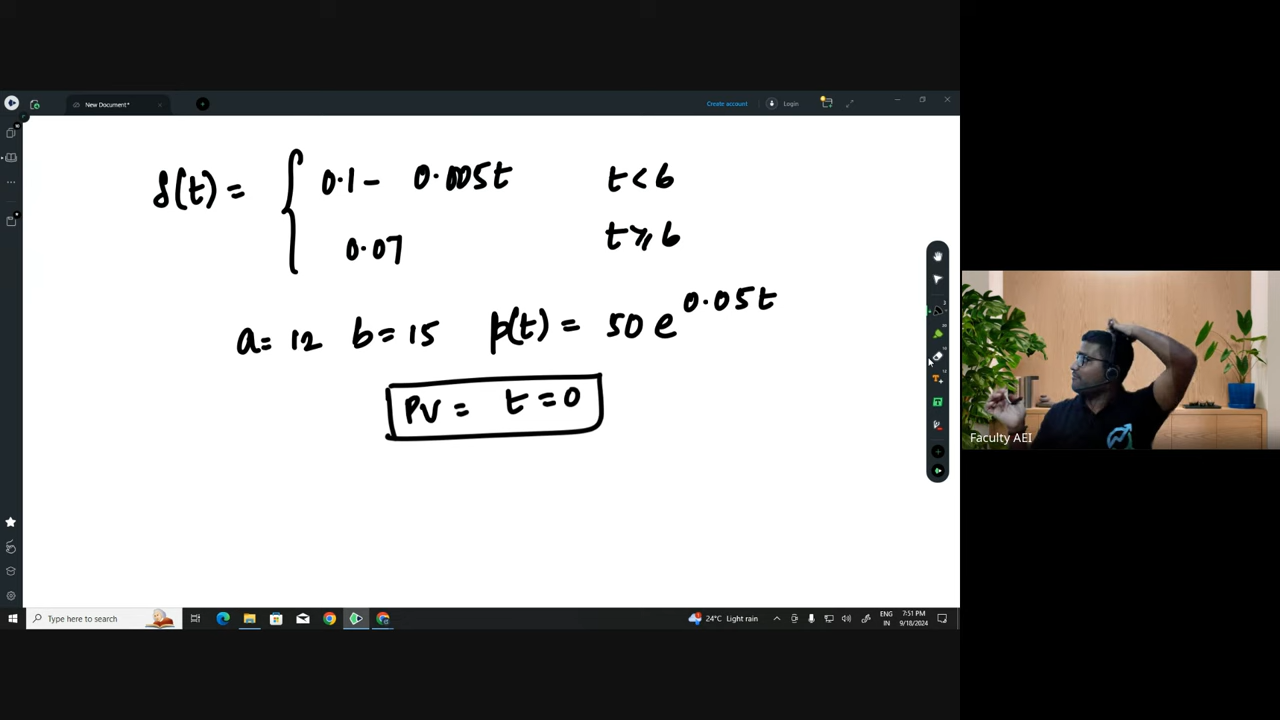 New Document*
Create account
Login
δ(t) = { 0.1 - 0.005t t < 6
0.07 t ⩾ 6
a = 12 b = 15 p(t) = 50 e^0.05t
PV = t = 0
Faculty AEI
Type here to search
24°C Light rain
ENG
IN
7:51 PM
9/18/2024